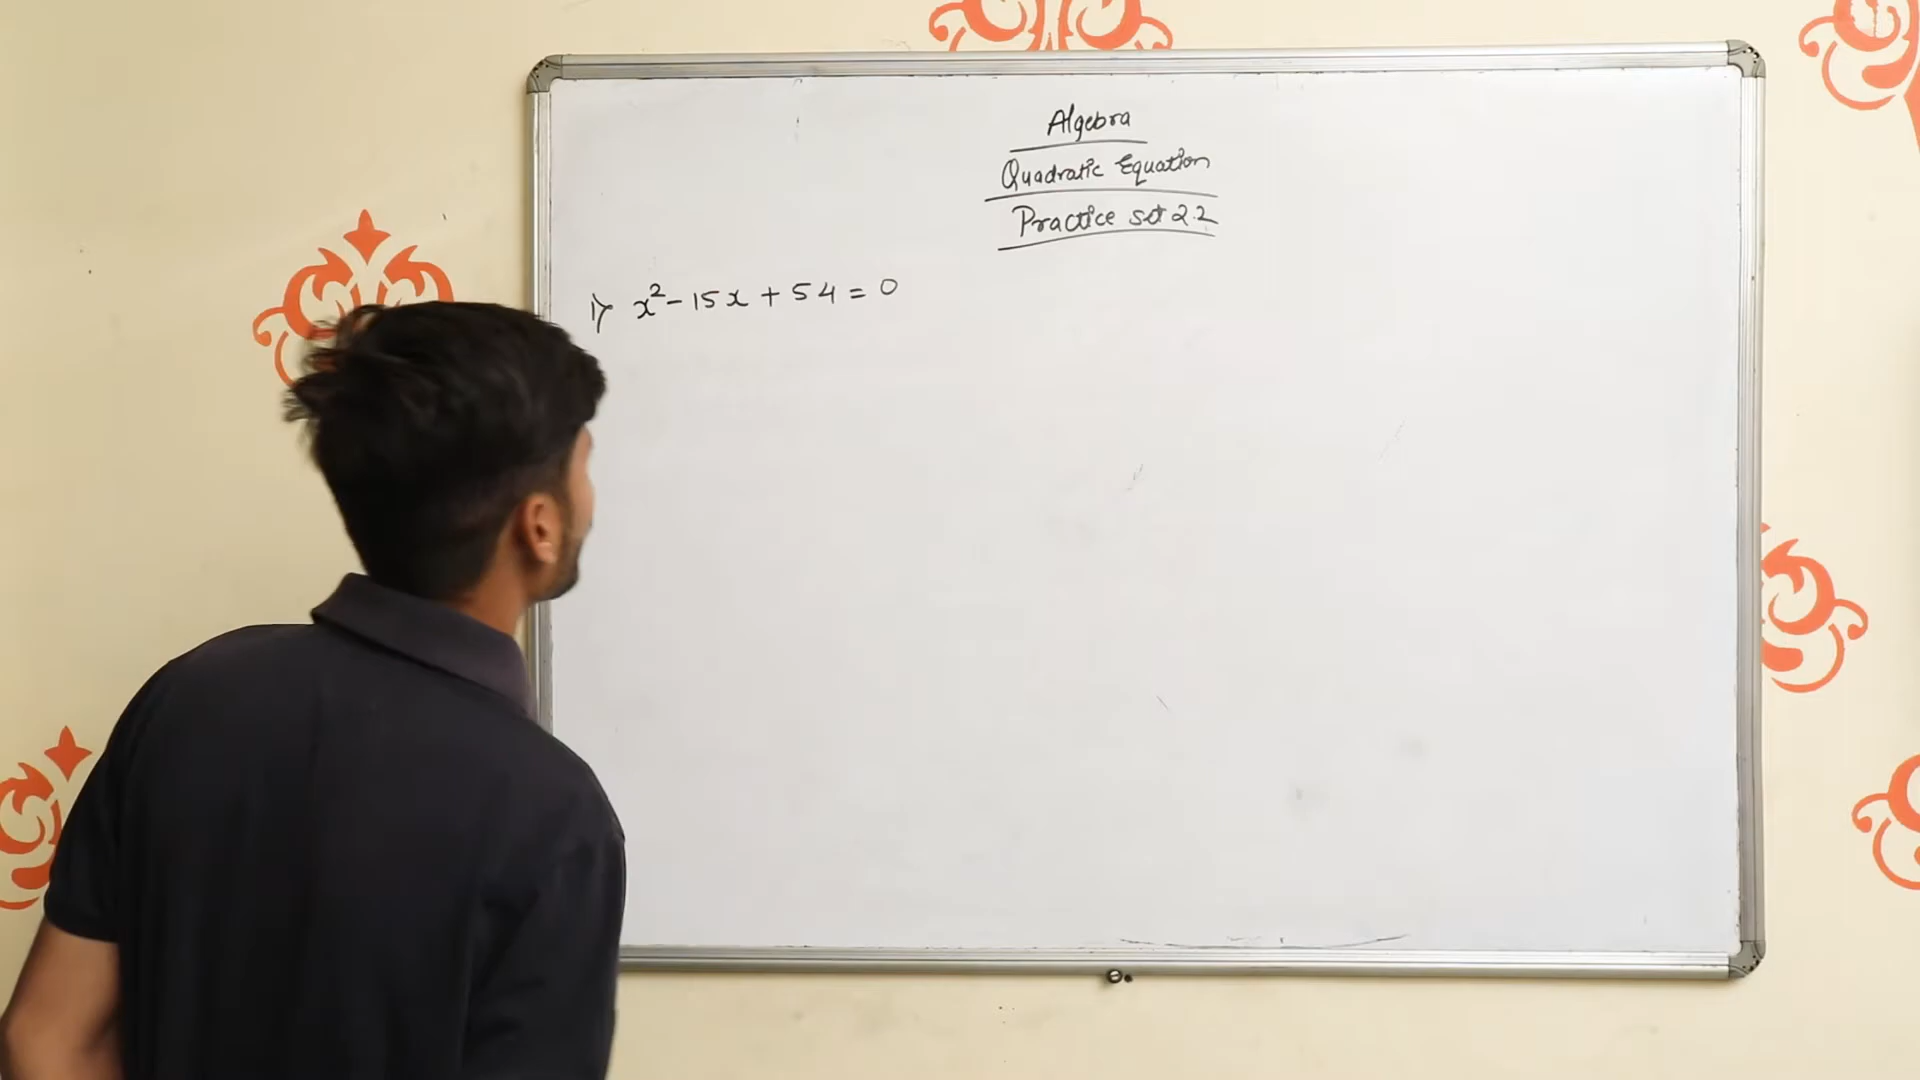 Algebra
Quadratic Equation
Practice set 2.2
1) x² - 15x + 54 = 0